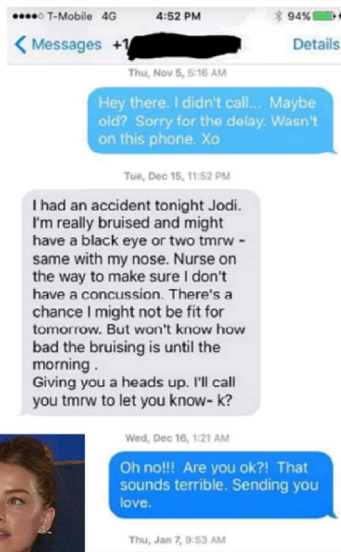 T-Mobile 4G 4:52 PM 94%
Messages +1 Details
Thu, Nov 5, 5:16 AM
Hey there. I didn't call... Maybe
old? Sorry for the delay. Wasn't
on this phone. Xo
Tue, Dec 15, 11:52 PM
I had an accident tonight Jodi.
I'm really bruised and might
have a black eye or two tmrw -
same with my nose. Nurse on
the way to make sure I don't
have a concussion. There's a
chance I might not be fit for
tomorrow. But won't know how
bad the bruising is until the
morning .
Giving you a heads up. I'll call
you tmrw to let you know- k?
Wed, Dec 16, 1:21 AM
Oh no!!! Are you ok?! That
sounds terrible. Sending you
love.
Thu, Jan 7, 9:53 AM